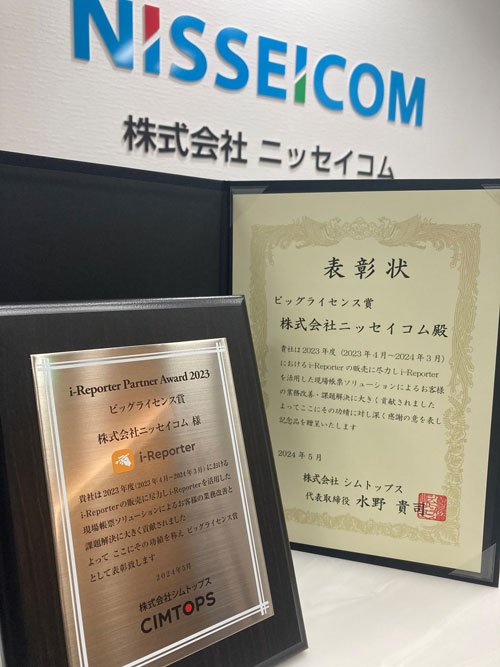 NISSEICOM
株式会社 ニッセイコム
表彰状
ビッグライセンス賞
株式会社ニッセイコム殿
貴社は2023年度（2023年4月～2024年3月）
におけるi-Reporter の販売に尽力しi-Reporter
を活用した現場帳票ソリューションによるお客様
の業務改善・課題解決に大きく貢献されました
よってここにその功績に対し深く感謝の意を表し
記念品を贈呈いたします
2024年5月
株式会社 シムトップス
代表取締役 水野 貴司
i-Reporter Partner Award 2023
ビッグライセンス賞
株式会社ニッセイコム 様
i-Reporter
貴社は2023年度(2023年4月~2024年3月)における
i-Reporterの販売に尽力しi-Reporterを活用した
現場帳票ソリューションによるお客様の業務改善と
課題解決に大きく貢献されました
よって ここにその功績を称え ビッグライセンス賞
として表彰致します
2024年5月
株式会社シムトップス
CIMTOPS